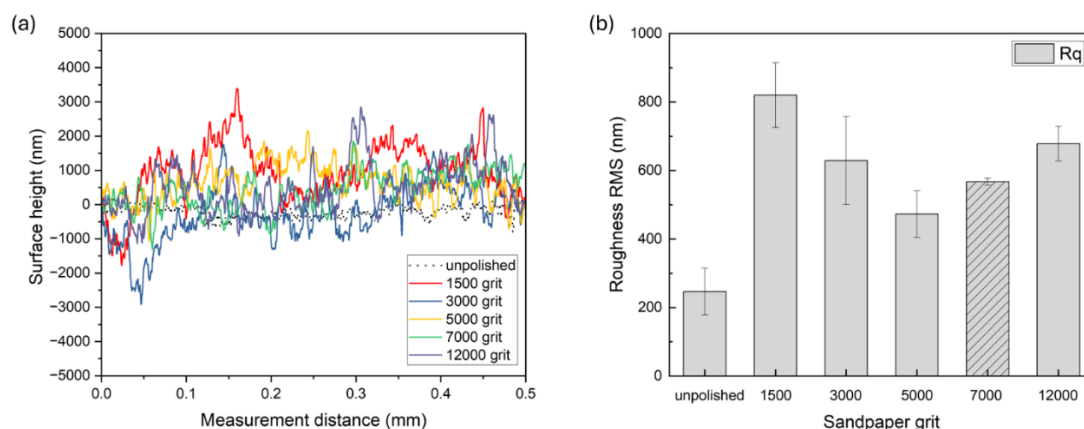 (a)
5000
4000
3000
2000
1000
0
−1000
−2000
−3000
−4000
−5000
Surface height (nm)
unpolished
1500 grit
3000 grit
5000 grit
7000 grit
12000 grit
0.0 0.1 0.2 0.3 0.4 0.5
Measurement distance (mm)
(b)
1000
800
600
400
200
0
Roughness RMS (nm)
Rq
unpolished 1500 3000 5000 7000 12000
Sandpaper grit